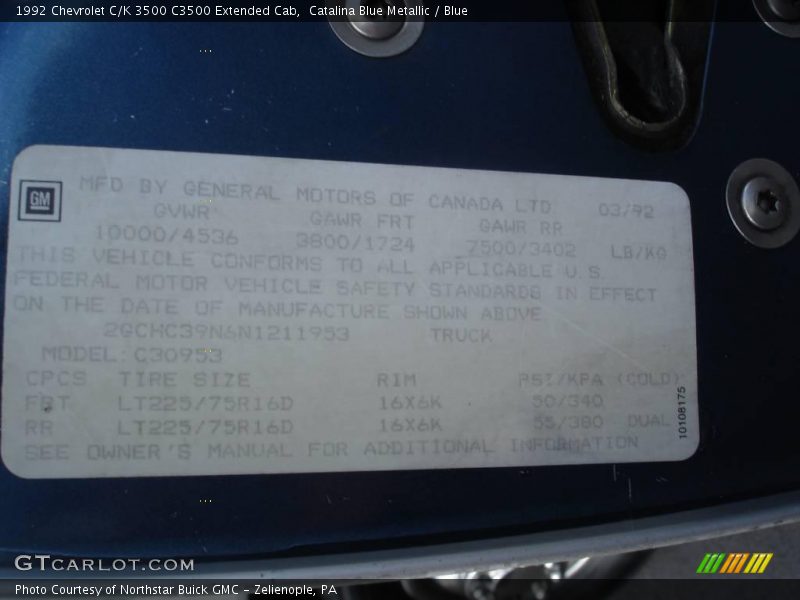 1992 Chevrolet C/K 3500 C3500 Extended Cab,  Catalina Blue Metallic / Blue
GM
MFD BY GENERAL MOTORS OF CANADA LTD 03/92
GVWR GAWR FRT GAWR RR
10000/4536 3800/1724 7500/3402 LB/KG
THIS VEHICLE CONFORMS TO ALL APPLICABLE U.S.
FEDERAL MOTOR VEHICLE SAFETY STANDARDS IN EFFECT
ON THE DATE OF MANUFACTURE SHOWN ABOVE
2GCHC39N6N1211953 TRUCK
MODEL: C30953
CPCS TIRE SIZE RIM PSI/KPA (COLD)
FRT LT225/75R16D 16X6K 50/340
RR LT225/75R16D 16X6K 55/380 DUAL
SEE OWNER'S MANUAL FOR ADDITIONAL INFORMATION
10108175
GTCARLOT.COM
Photo Courtesy of Northstar Buick GMC - Zelienople, PA